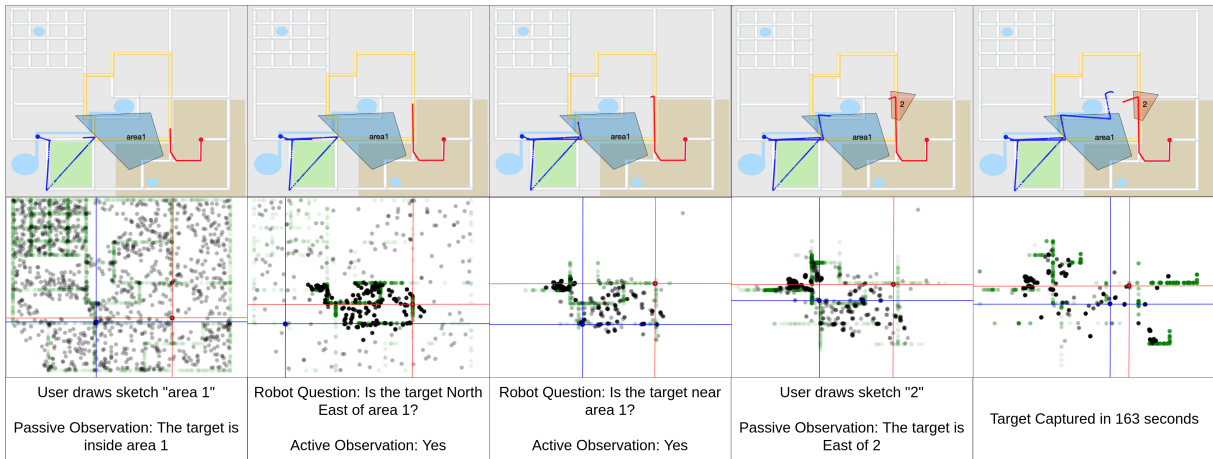 area1
area1
area1
2
area1
2
area1
User draws sketch "area 1"
Passive Observation: The target is
inside area 1
Robot Question: Is the target North
East of area 1?
Active Observation: Yes
Robot Question: Is the target near
area 1?
Active Observation: Yes
User draws sketch "2"
Passive Observation: The target is
East of 2
Target Captured in 163 seconds